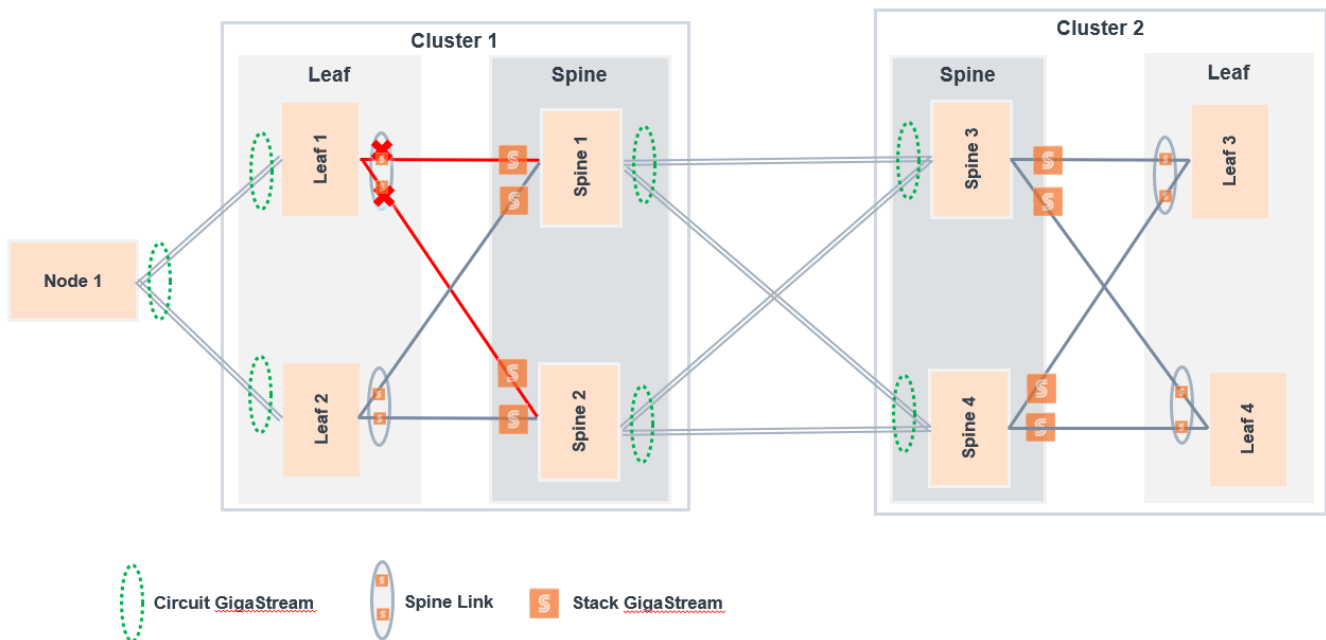 Cluster 1
Cluster 2
Leaf
Spine
Spine
Leaf
Leaf 1
Spine 1
Spine 3
Leaf 3
Node 1
Leaf 2
Spine 2
Spine 4
Leaf 4
Circuit GigaStream
Spine Link
Stack GigaStream